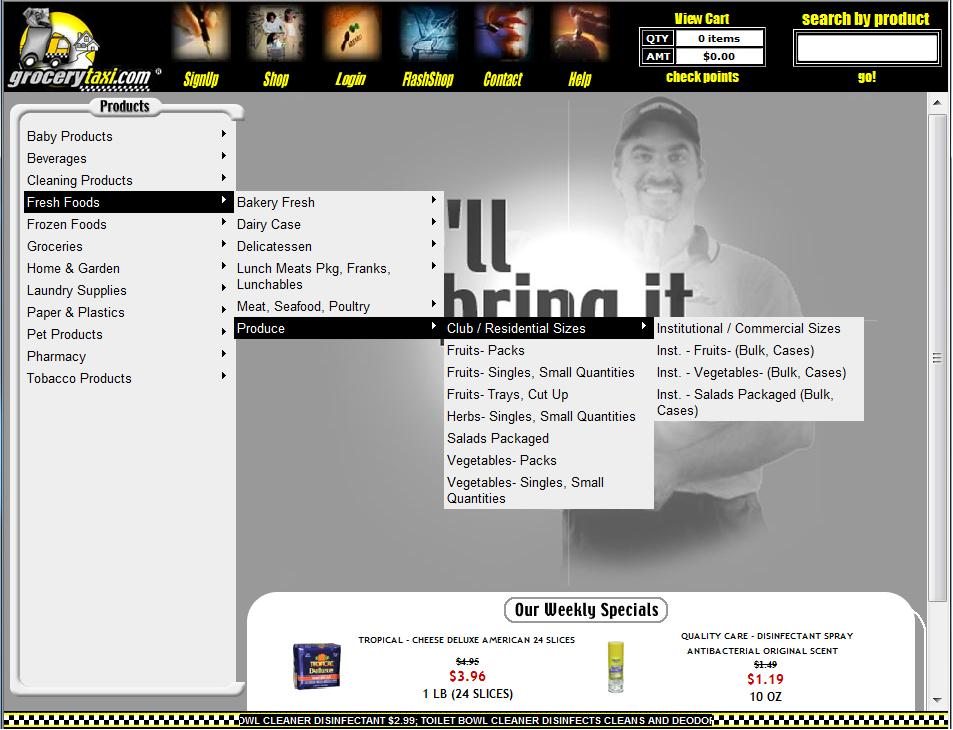 grocerytaxi.com ®
SignUp
Shop
Login
FlashShop
Contact
Help
View Cart
QTY 0 items
AMT $0.00
check points
search by product
go!
Products
Baby Products
Beverages
Cleaning Products
Fresh Foods
Frozen Foods
Groceries
Home & Garden
Laundry Supplies
Paper & Plastics
Pet Products
Pharmacy
Tobacco Products
Bakery Fresh
Dairy Case
Delicatessen
Lunch Meats Pkg, Franks,
Lunchables
Meat, Seafood, Poultry
Produce
Club / Residential Sizes
Fruits- Packs
Fruits- Singles, Small Quantities
Fruits- Trays, Cut Up
Herbs- Singles, Small Quantities
Salads Packaged
Vegetables- Packs
Vegetables- Singles, Small
Quantities
Institutional / Commercial Sizes
Inst. - Fruits- (Bulk, Cases)
Inst. - Vegetables- (Bulk, Cases)
Inst. - Salads Packaged (Bulk,
Cases)
'll
bring it
Our Weekly Specials
TROPICAL - CHEESE DELUXE AMERICAN 24 SLICES
$4.95
$3.96
1 LB (24 SLICES)
QUALITY CARE - DISINFECTANT SPRAY
ANTIBACTERIAL ORIGINAL SCENT
$1.49
$1.19
10 OZ
OWL CLEANER DISINFECTANT $2.99; TOILET BOWL CLEANER DISINFECTS CLEANS AND DEODOR